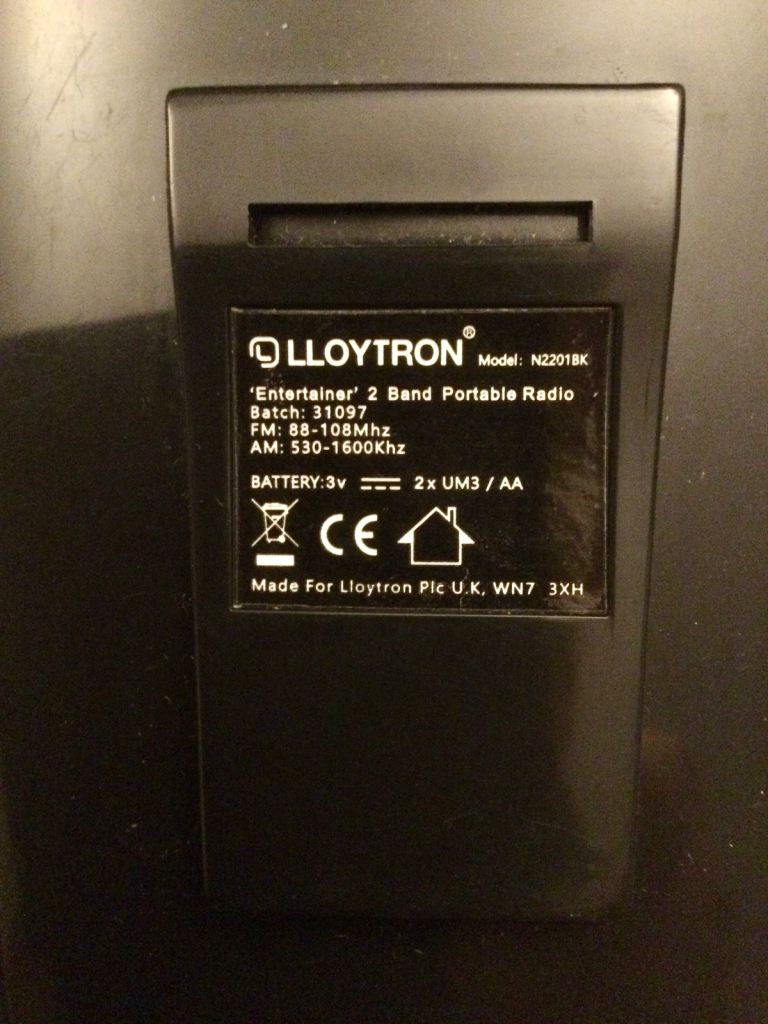 LLOYTRON® Model: N2201BK
'Entertainer' 2 Band Portable Radio
Batch: 31097
FM: 88-108Mhz
AM: 530-1600Khz
BATTERY:3v 2x UM3 / AA
CE
Made For Lloytron Plc U.K, WN7 3XH